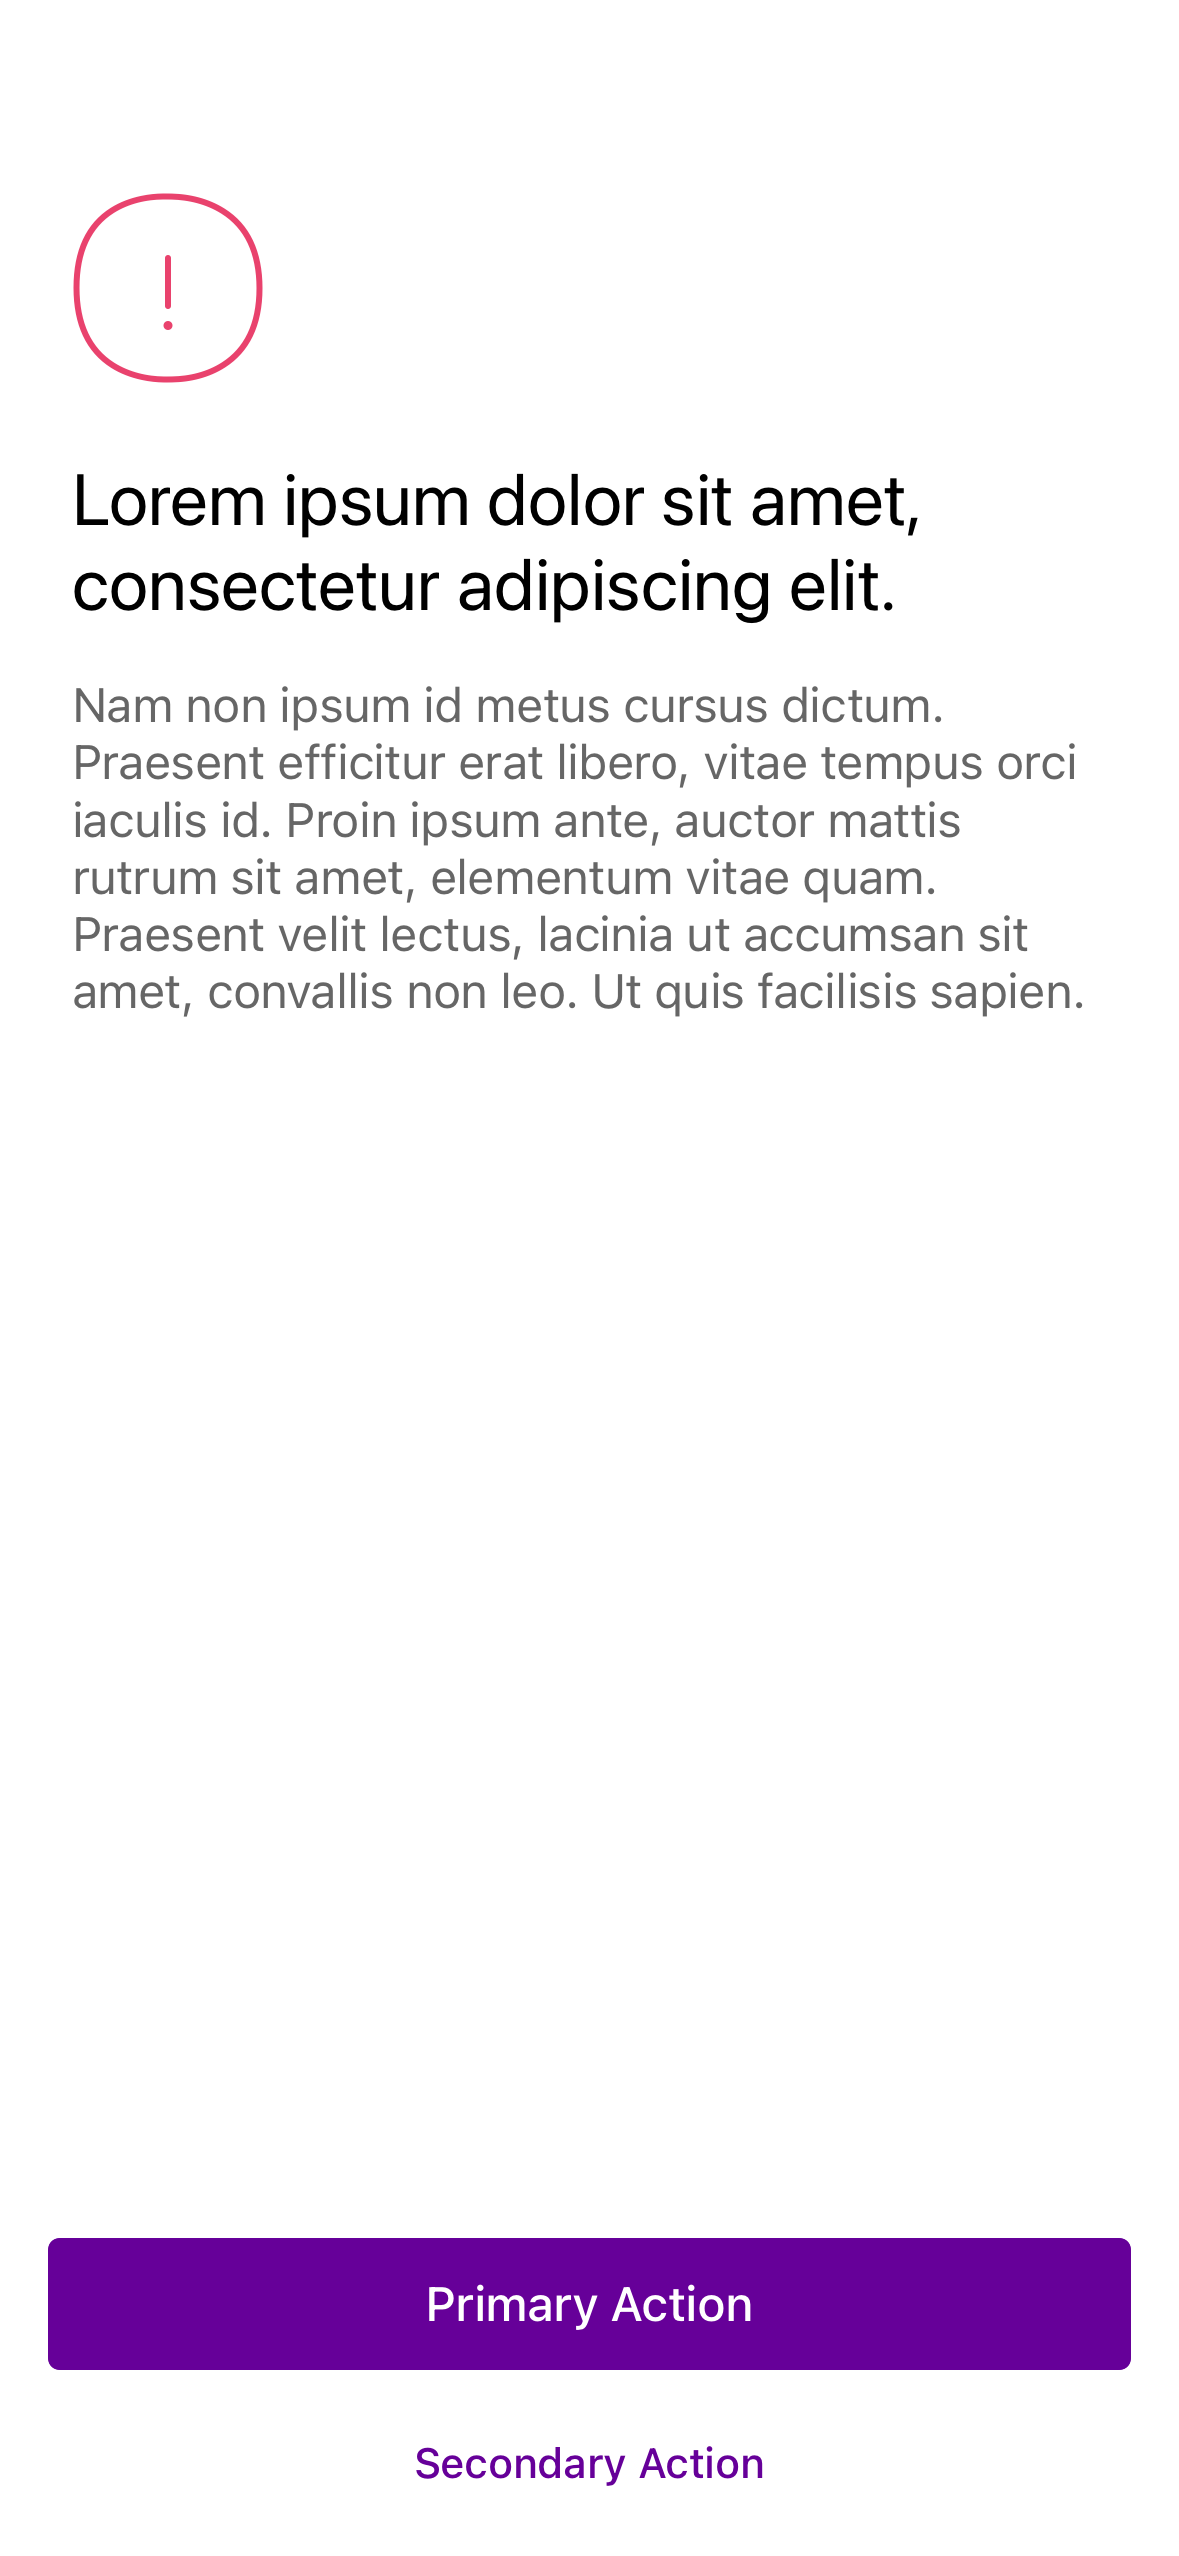 Lorem ipsum dolor sit amet,
consectetur adipiscing elit.
Nam non ipsum id metus cursus dictum.
Praesent efficitur erat libero, vitae tempus orci
iaculis id. Proin ipsum ante, auctor mattis
rutrum sit amet, elementum vitae quam.
Praesent velit lectus, lacinia ut accumsan sit
amet, convallis non leo. Ut quis facilisis sapien.
Primary Action
Secondary Action